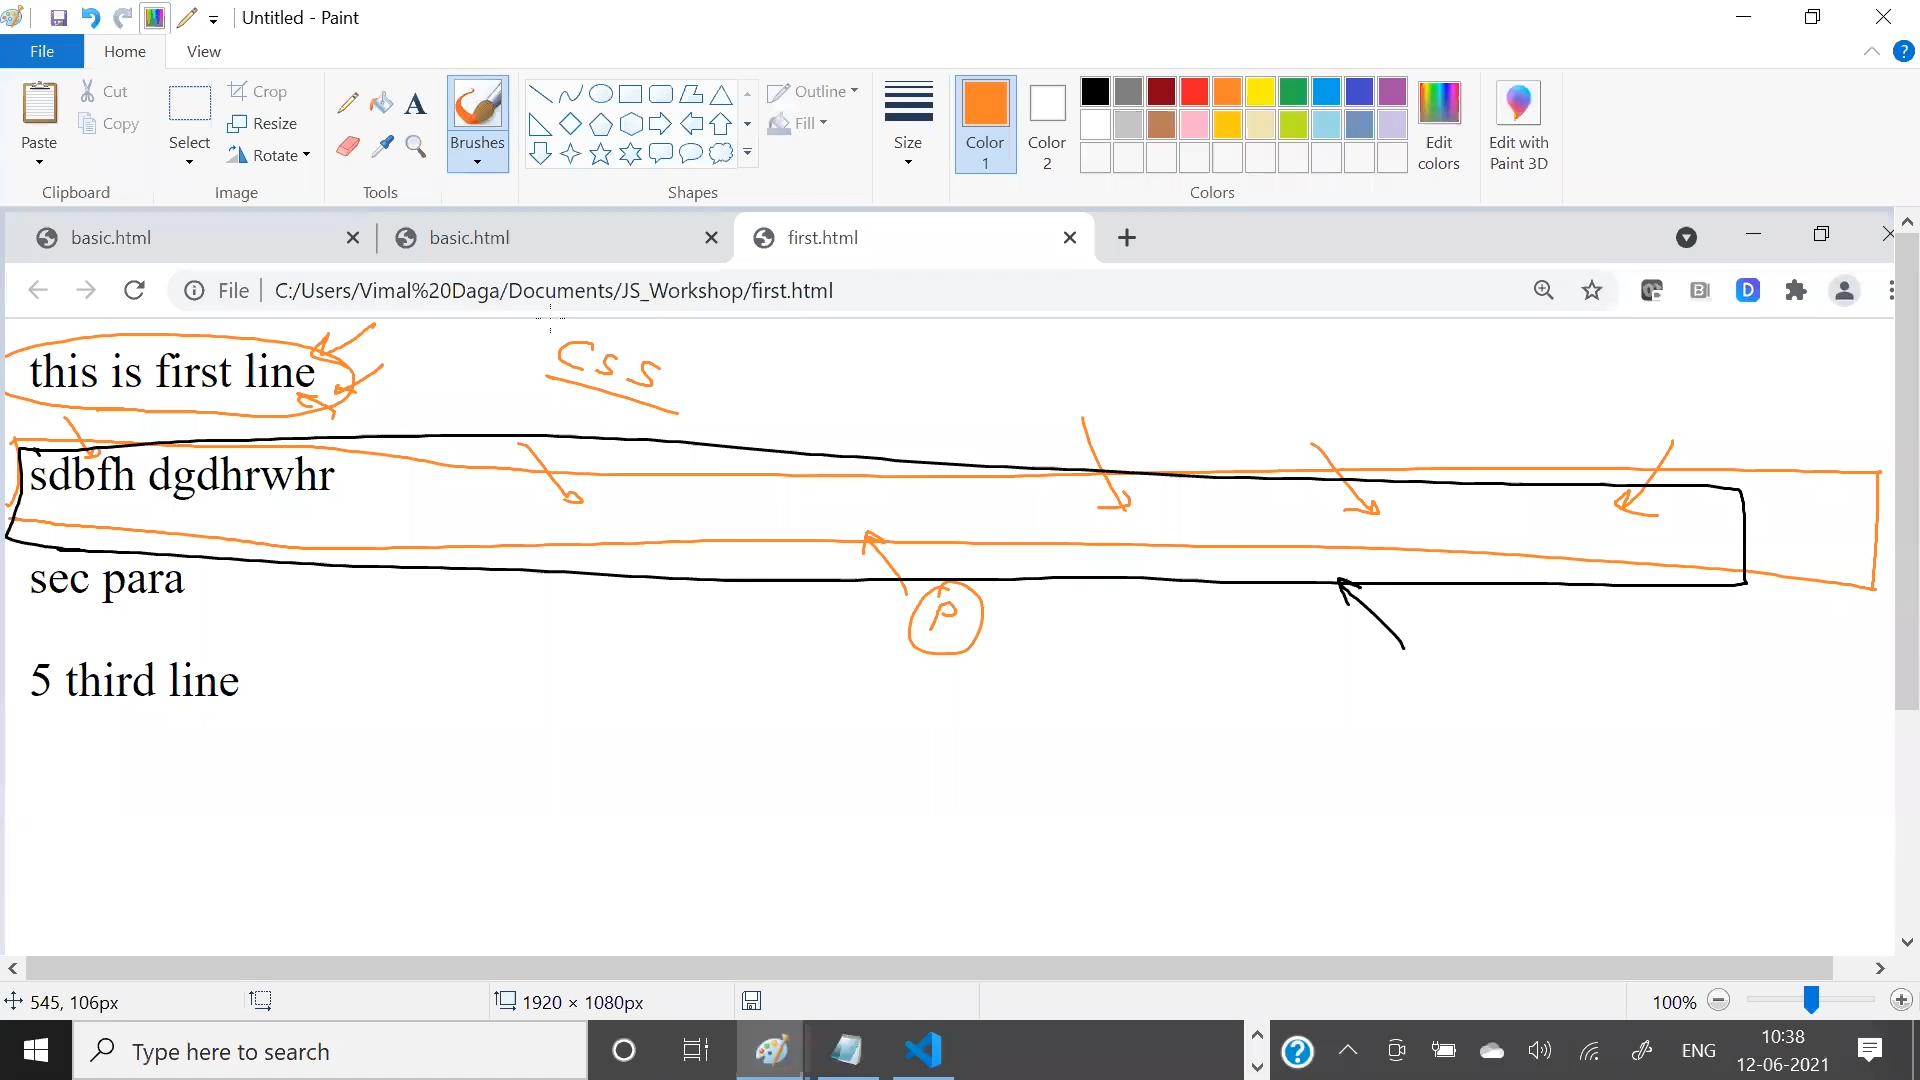 Untitled - Paint
File Home View
Paste
Cut
Copy
Clipboard
Select
Crop
Resize
Rotate
Image
A
Tools
Brushes
Outline
Fill
Shapes
Size
Color 1
Color 2
Colors
Edit colors
Edit with Paint 3D
basic.html basic.html first.html
File C:/Users/Vimal%20Daga/Documents/JS_Workshop/first.html
this is first line
CSS
sdbfh dgdhrwhr
sec para
P
5 third line
545, 106px 1920 × 1080px 100%
Type here to search
ENG
10:38
12-06-2021